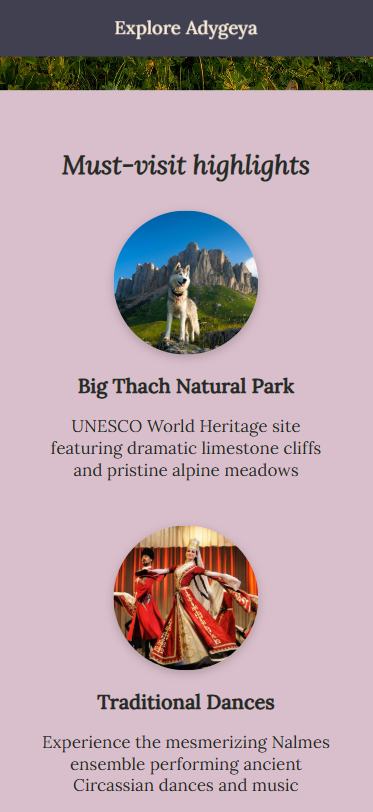 Explore Adygeya
Must-visit highlights
Big Thach Natural Park
UNESCO World Heritage site
featuring dramatic limestone cliffs
and pristine alpine meadows
Traditional Dances
Experience the mesmerizing Nalmes
ensemble performing ancient
Circassian dances and music